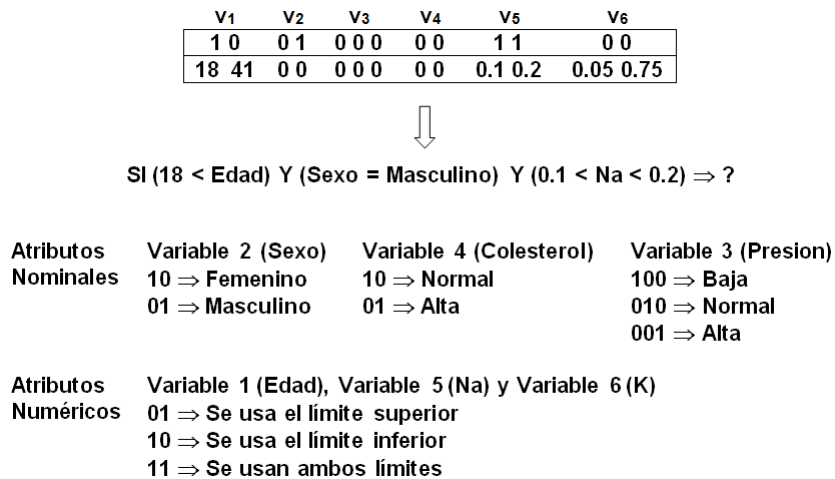 V1 V2 V3 V4 V5 V6
1 0 0 1 0 0 0 0 0 1 1 0 0
18 41 0 0 0 0 0 0 0 0.1 0.2 0.05 0.75
SI (18 < Edad) Y (Sexo = Masculino) Y (0.1 < Na < 0.2) ⇒ ?
Atributos Nominales
Variable 2 (Sexo)
10 ⇒ Femenino
01 ⇒ Masculino
Variable 4 (Colesterol)
10 ⇒ Normal
01 ⇒ Alta
Variable 3 (Presion)
100 ⇒ Baja
010 ⇒ Normal
001 ⇒ Alta
Atributos Numéricos
Variable 1 (Edad), Variable 5 (Na) y Variable 6 (K)
01 ⇒ Se usa el límite superior
10 ⇒ Se usa el límite inferior
11 ⇒ Se usan ambos límites